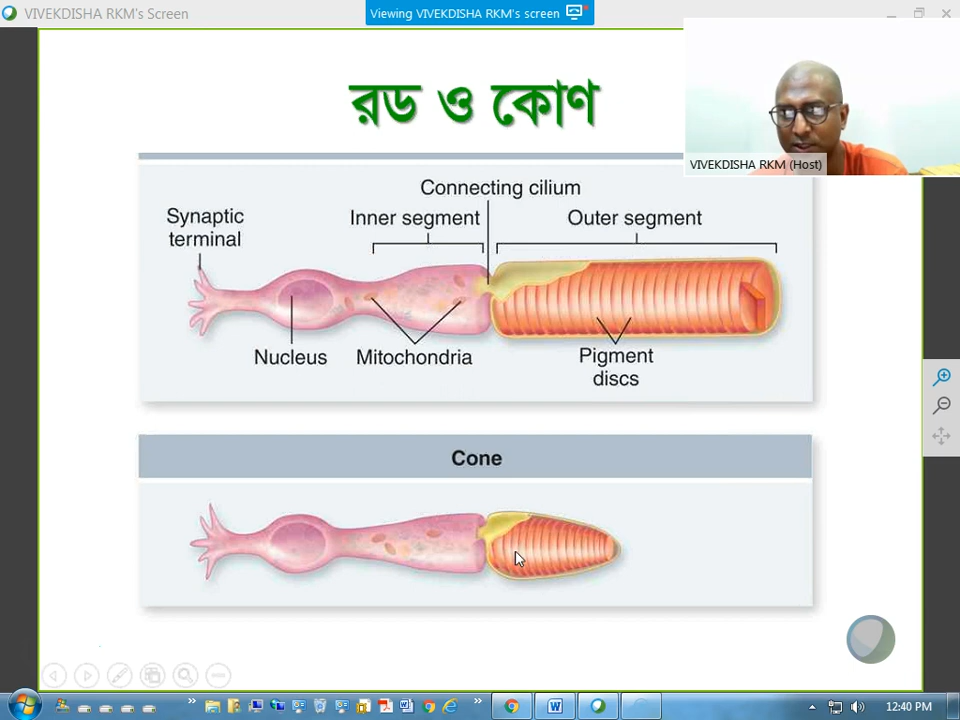 VIVEKDISHA RKM's Screen
Viewing VIVEKDISHA RKM's screen
রড ও কোণ
VIVEKDISHA RKM (Host)
Connecting cilium
Synaptic
terminal
Inner segment
Outer segment
Nucleus
Mitochondria
Pigment
discs
Cone
12:40 PM